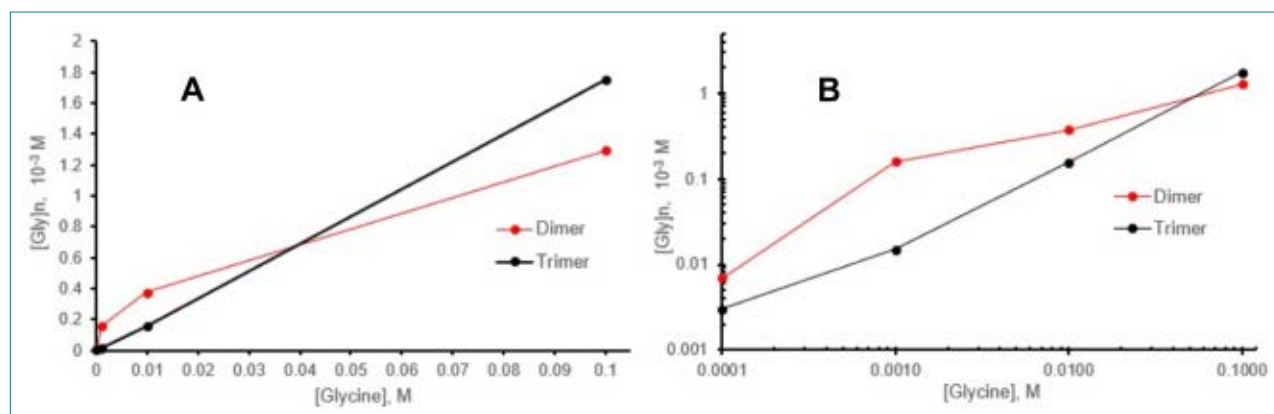 A
2
1.8
1.6
1.4
1.2
1
0.8
0.6
0.4
0.2
0
[Gly]n, 10-3 M
Dimer
Trimer
0 0.01 0.02 0.03 0.04 0.05 0.06 0.07 0.08 0.09 0.1
[Glycine], M
B
1
0.1
0.01
0.001
[Gly]n, 10-3 M
Dimer
Trimer
0.0001 0.0010 0.0100 0.1000
[Glycine], M